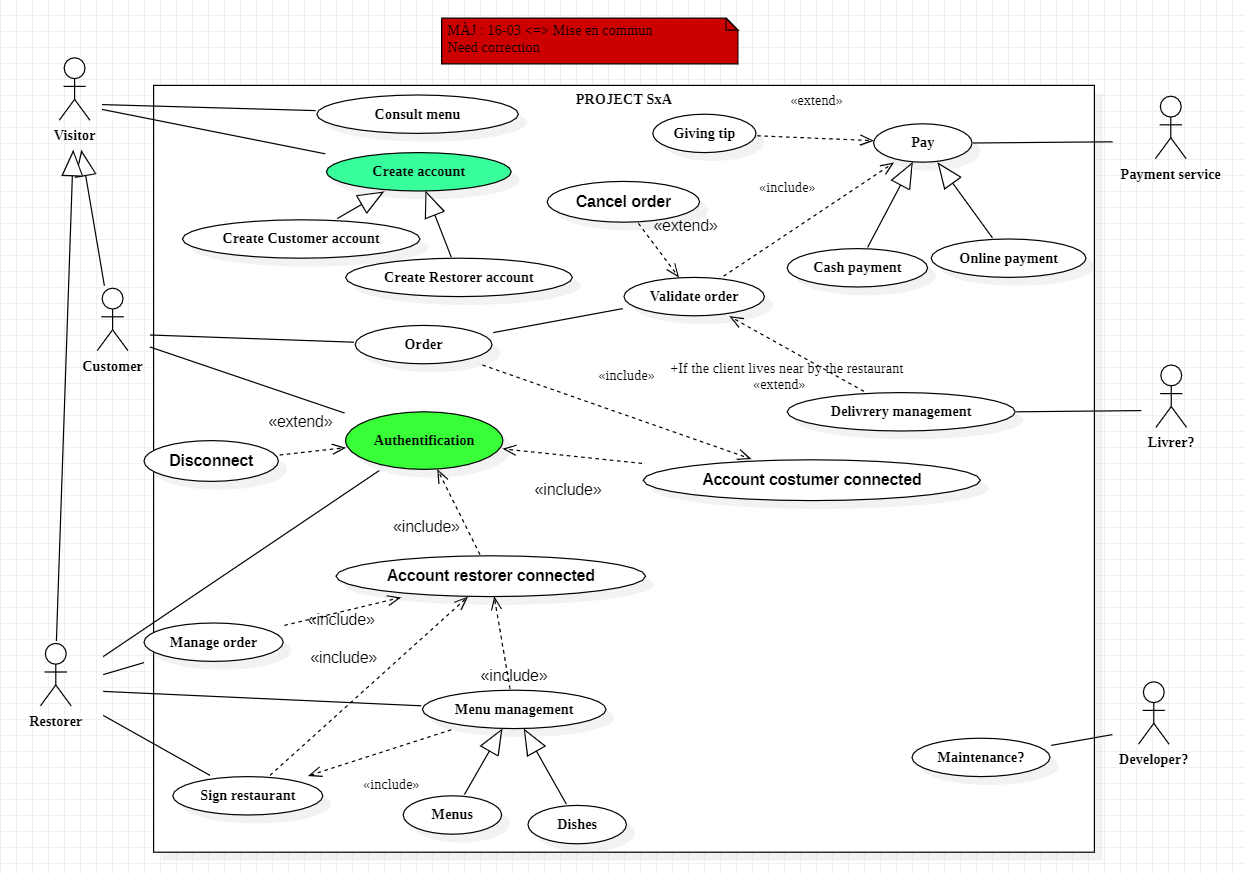 MÀJ : 16-03 <=> Mise en commun
Need correction
PROJECT SxA
Visitor
Consult menu
Create account
Create Customer account
Create Restorer account
Giving tip
«extend»
Pay
Payment service
Cancel order
«extend»
«include»
Cash payment
Online payment
Validate order
Customer
Order
«include»
+If the client lives near by the restaurant
«extend»
Delivrery management
Livrer?
«extend»
Authentification
Disconnect
«include»
Account costumer connected
«include»
Account restorer connected
«include»
Manage order
«include»
«include»
Restorer
Menu management
Sign restaurant
«include»
Menus
Dishes
Maintenance?
Developer?